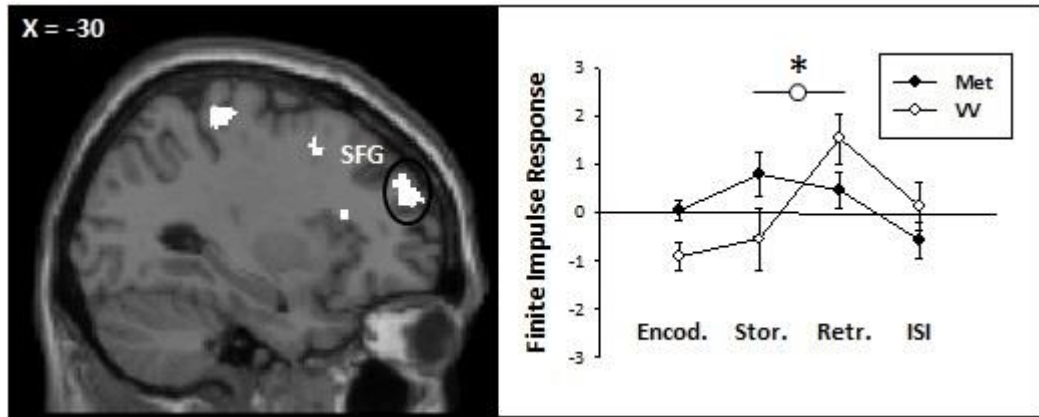 X = -30
SFG
Finite Impulse Response
3
2
1
0
-1
-2
-3
*
Met
VV
Encod. Stor. Retr. ISI